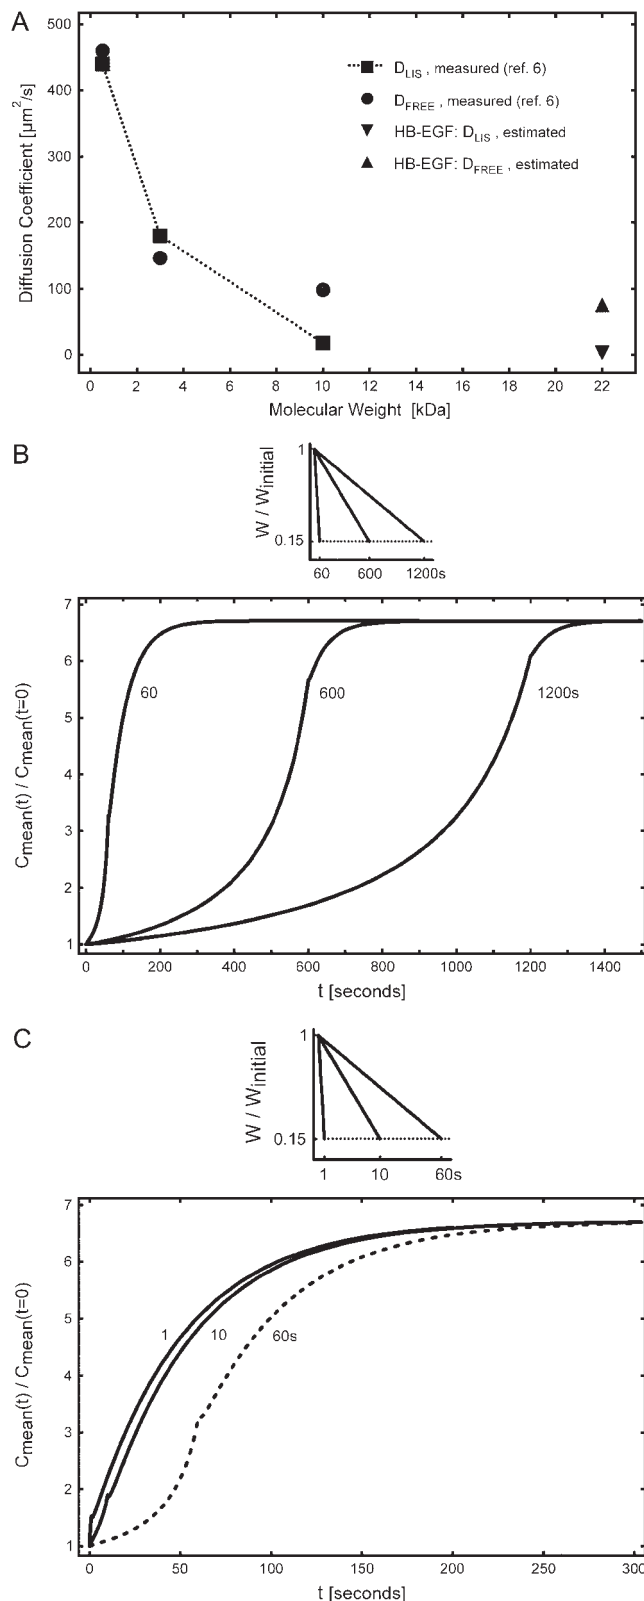 A
500
400
300
200
100
0
Diffusion Coefficient [µm²/s]
D_LIS , measured (ref. 6)
D_FREE , measured (ref. 6)
HB-EGF: D_LIS , estimated
HB-EGF: D_FREE , estimated
0 2 4 6 8 10 12 14 16 18 20 22
Molecular Weight [kDa]
B
W / Winitial
1
0.15
60 600 1200s
7
6
5
4
3
2
1
Cmean(t) / Cmean(t=0)
60
600
1200s
0 200 400 600 800 1000 1200 1400
t [seconds]
C
W / Winitial
1
0.15
1 10 60s
7
6
5
4
3
2
1
Cmean(t) / Cmean(t=0)
1
10
60s
0 50 100 150 200 250 300
t [seconds]